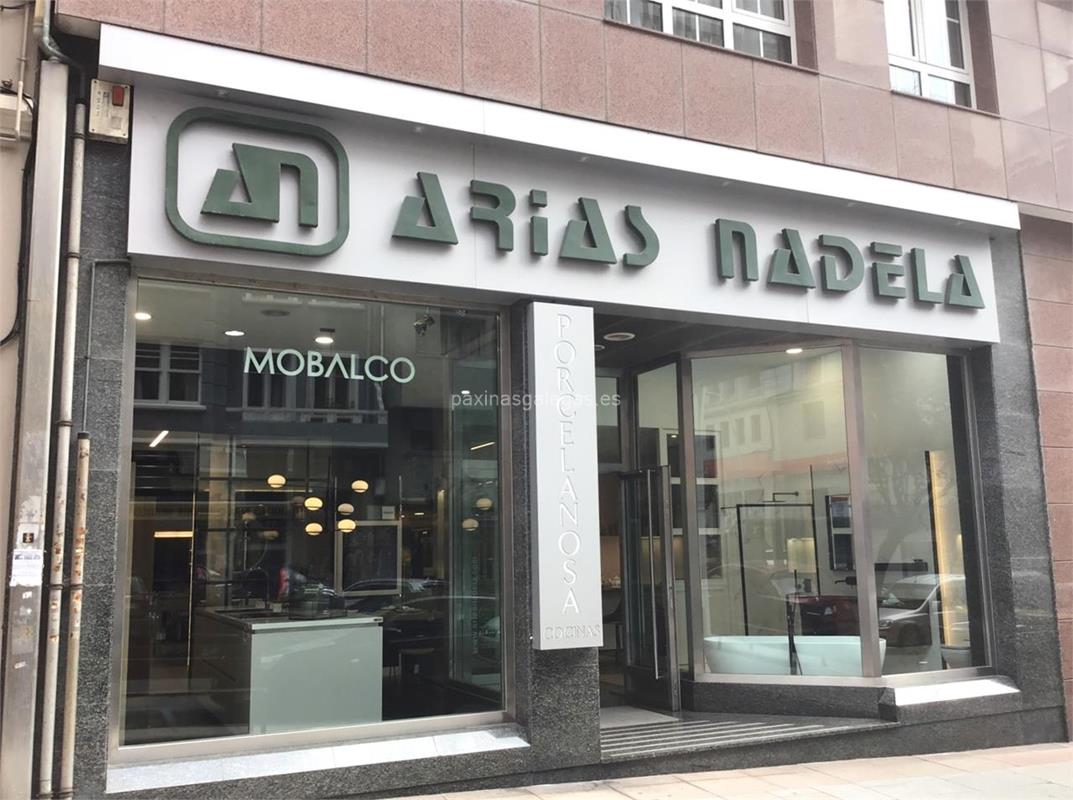 an ARiAS NADELA
MOBALCO
PORCELANOSA
COCINAS
paxinasgalegas.es